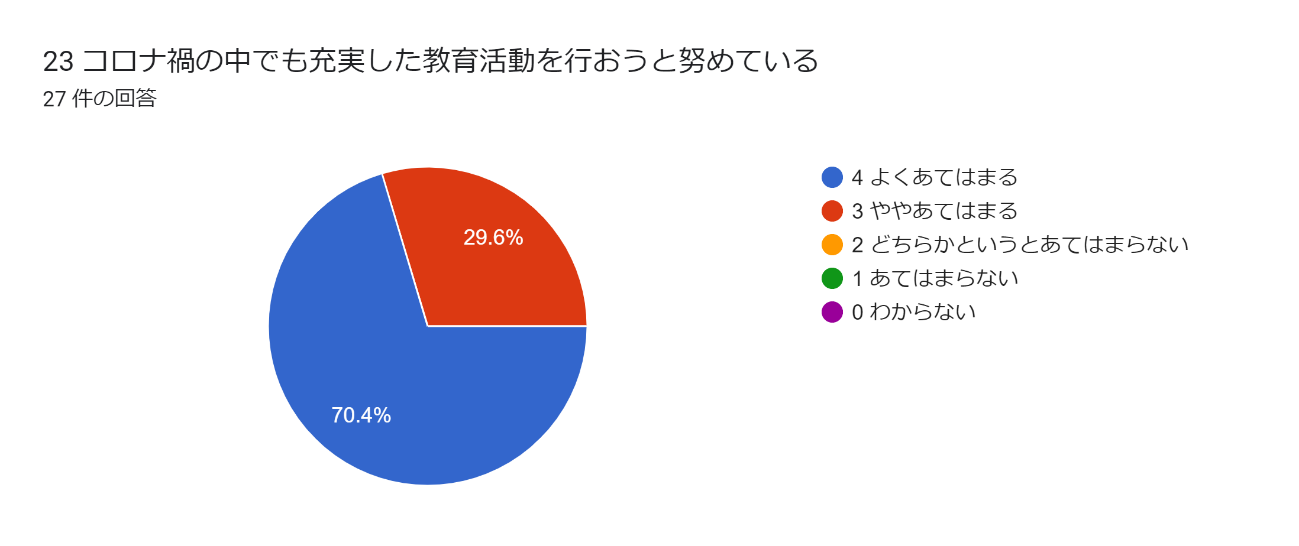 23 コロナ禍の中でも充実した教育活動を行おうと努めている
27 件の回答
4 よくあてはまる
3 ややあてはまる
2 どちらかというとあてはまらない
1 あてはまらない
0 わからない
29.6%
70.4%